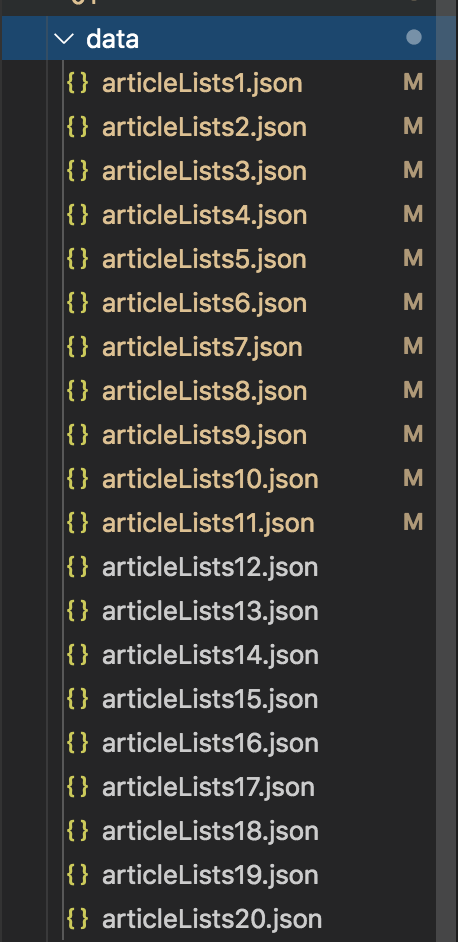 data
{} articleLists1.json M
{} articleLists2.json M
{} articleLists3.json M
{} articleLists4.json M
{} articleLists5.json M
{} articleLists6.json M
{} articleLists7.json M
{} articleLists8.json M
{} articleLists9.json M
{} articleLists10.json M
{} articleLists11.json M
{} articleLists12.json
{} articleLists13.json
{} articleLists14.json
{} articleLists15.json
{} articleLists16.json
{} articleLists17.json
{} articleLists18.json
{} articleLists19.json
{} articleLists20.json